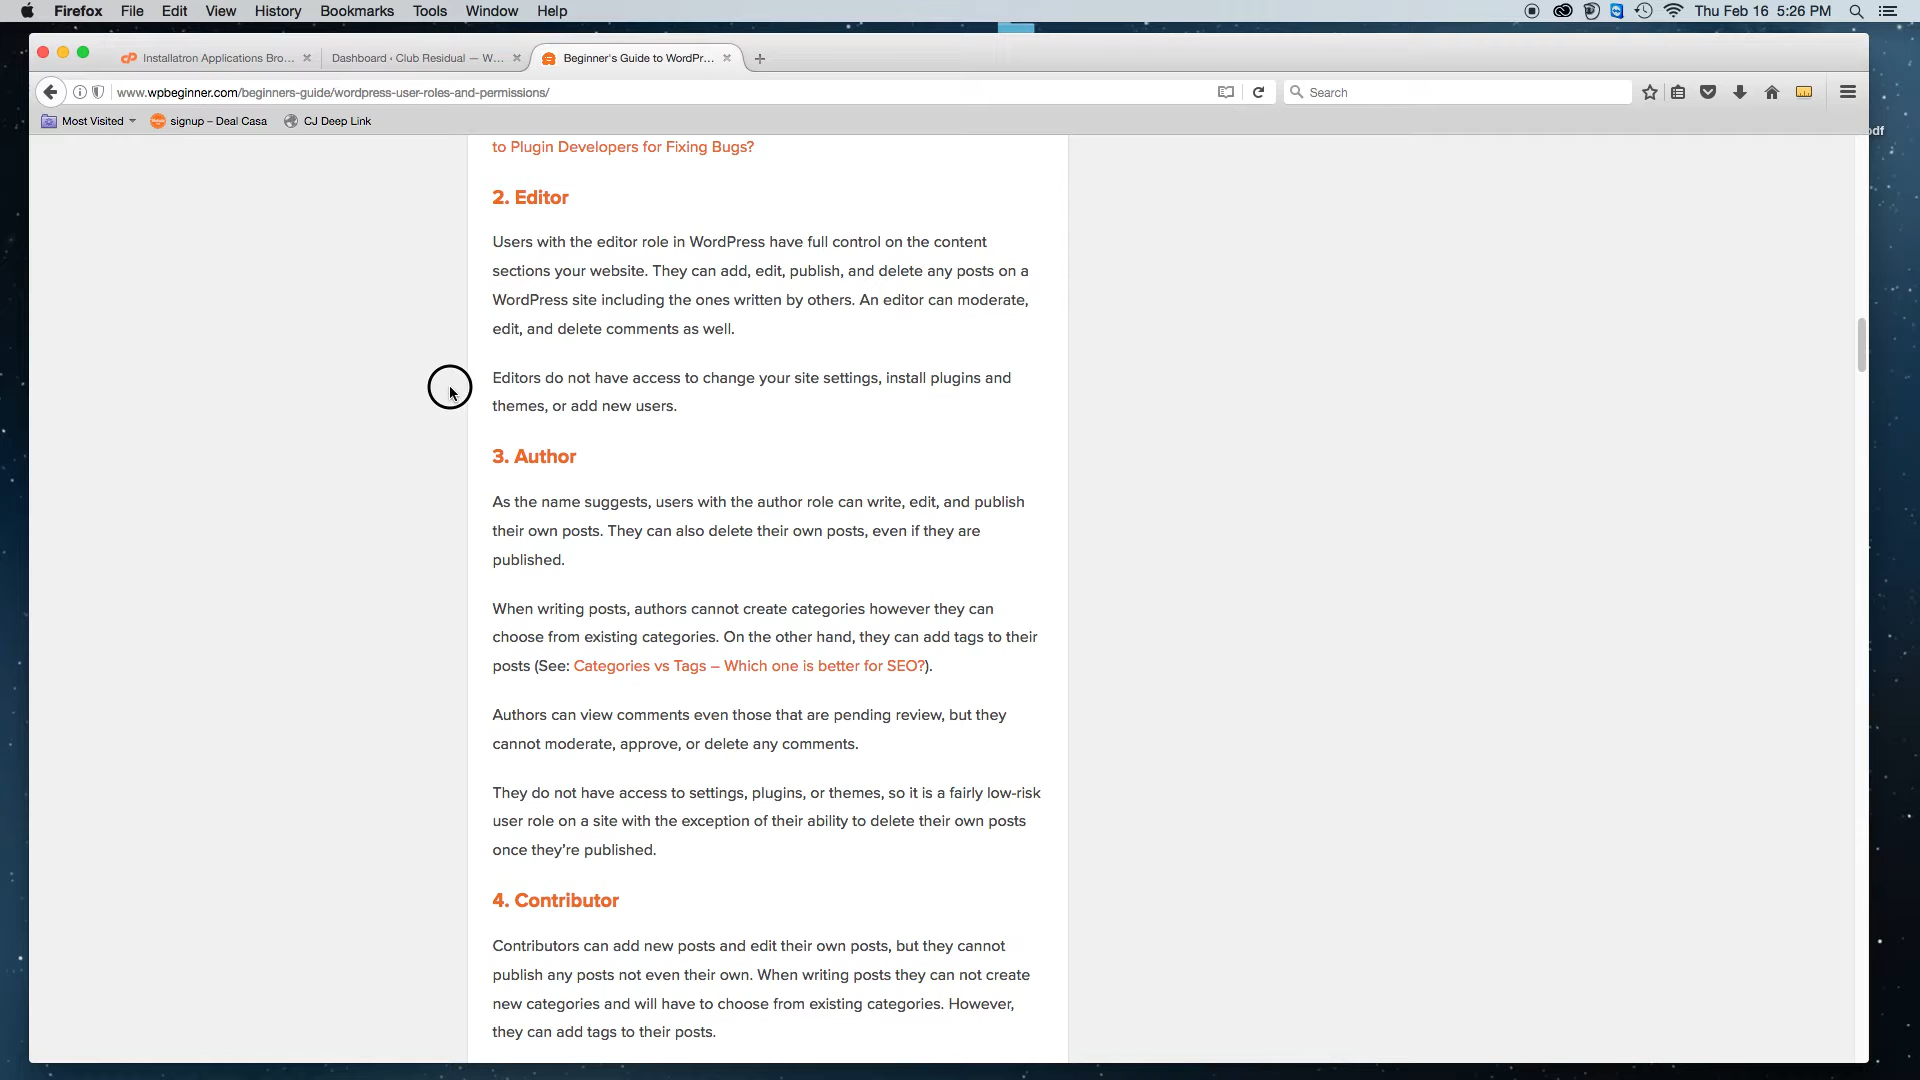 Firefox File Edit View History Bookmarks Tools Window Help Thu Feb 16 5:26 PM
Installatron Applications Bro... Dashboard ‹ Club Residual — W... Beginner's Guide to WordPr...
www.wpbeginner.com/beginners-guide/wordpress-user-roles-and-permissions/ Search
Most Visited signup – Deal Casa CJ Deep Link
pdf
to Plugin Developers for Fixing Bugs?
2. Editor
Users with the editor role in WordPress have full control on the content
sections your website. They can add, edit, publish, and delete any posts on a
WordPress site including the ones written by others. An editor can moderate,
edit, and delete comments as well.
Editors do not have access to change your site settings, install plugins and
themes, or add new users.
3. Author
As the name suggests, users with the author role can write, edit, and publish
their own posts. They can also delete their own posts, even if they are
published.
When writing posts, authors cannot create categories however they can
choose from existing categories. On the other hand, they can add tags to their
posts (See: Categories vs Tags – Which one is better for SEO?).
Authors can view comments even those that are pending review, but they
cannot moderate, approve, or delete any comments.
They do not have access to settings, plugins, or themes, so it is a fairly low-risk
user role on a site with the exception of their ability to delete their own posts
once they're published.
4. Contributor
Contributors can add new posts and edit their own posts, but they cannot
publish any posts not even their own. When writing posts they can not create
new categories and will have to choose from existing categories. However,
they can add tags to their posts.